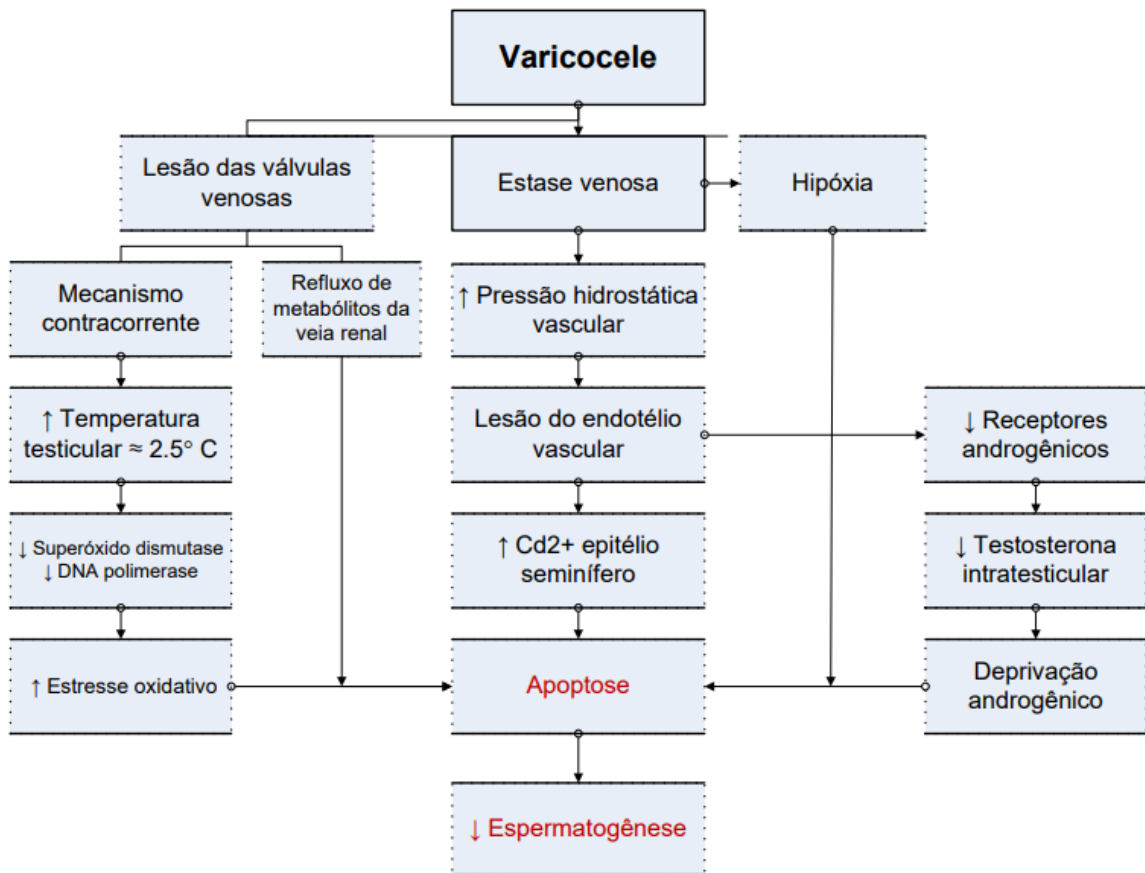 Varicocele
Lesão das válvulas
venosas
Estase venosa
Hipóxia
Mecanismo
contracorrente
Refluxo de
metabólitos da
veia renal
↑ Pressão hidrostática
vascular
↑ Temperatura
testicular ≈ 2.5° C
Lesão do endotélio
vascular
↓ Receptores
androgênicos
↓ Superóxido dismutase
↓ DNA polimerase
↑ Cd2+ epitélio
seminífero
↓ Testosterona
intratesticular
↑ Estresse oxidativo
Apoptose
Deprivação
androgênico
↓ Espermatogênese